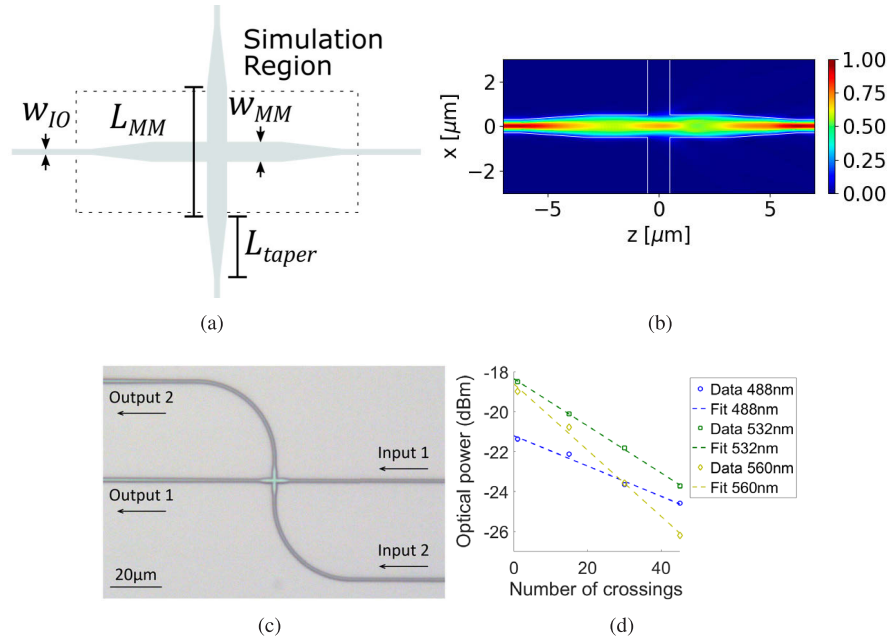 Simulation
Region
w_IO
L_MM
w_MM
L_taper
(a)
x [μm]
2
0
−2
−5
0
5
z [μm]
1.00
0.75
0.50
0.25
0.00
(b)
Output 2
Input 1
Output 1
Input 2
20μm
(c)
Optical power (dBm)
-18
-20
-22
-24
-26
0
20
40
Number of crossings
Data 488nm
Fit 488nm
Data 532nm
Fit 532nm
Data 560nm
Fit 560nm
(d)